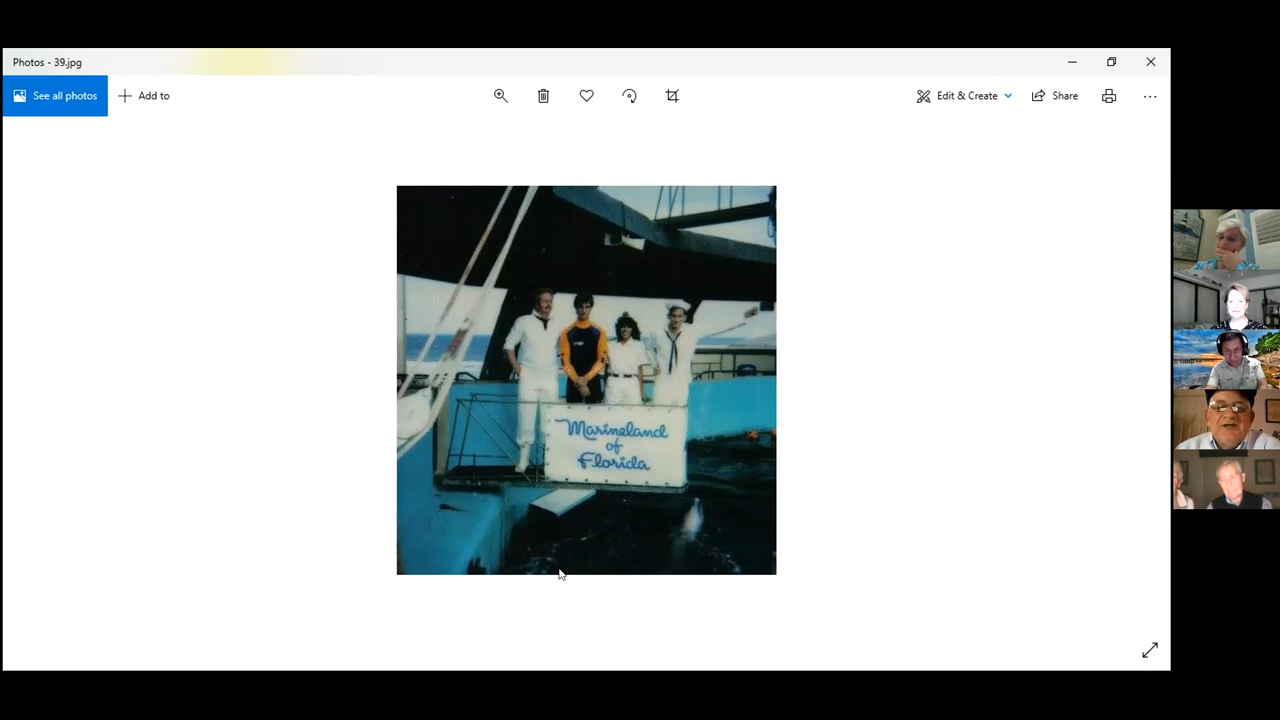 Photos - 39.jpg
See all photos
Add to
Edit & Create
Share
Marineland
of
Florida